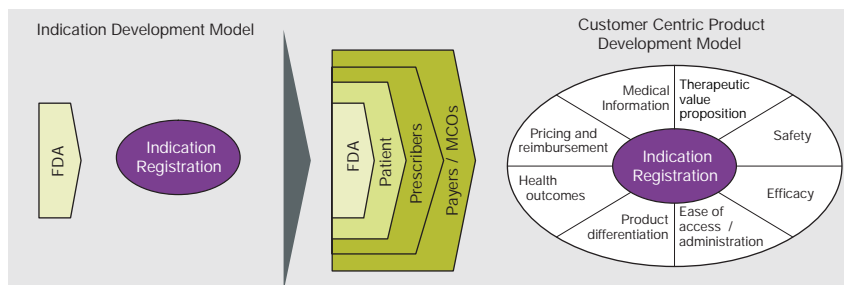 Indication Development Model
FDA
Indication
Registration
FDA
Patient
Prescribers
Payers / MCOs
Customer Centric Product
Development Model
Medical
Information
Therapeutic
value
proposition
Pricing and
reimbursement
Safety
Indication
Registration
Health
outcomes
Efficacy
Product
differentiation
Ease of
access /
administration